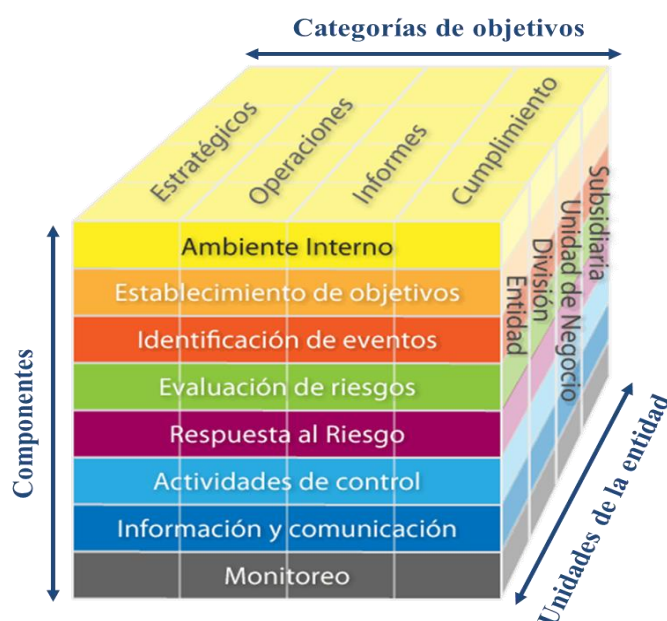 Categorías de objetivos
Estratégicos
Operaciones
Informes
Cumplimiento
Componentes
Ambiente Interno
Establecimiento de objetivos
Identificación de eventos
Evaluación de riesgos
Respuesta al Riesgo
Actividades de control
Información y comunicación
Monitoreo
Entidad
División
Unidad de Negocio
Subsidiaria
Unidades de la entidad